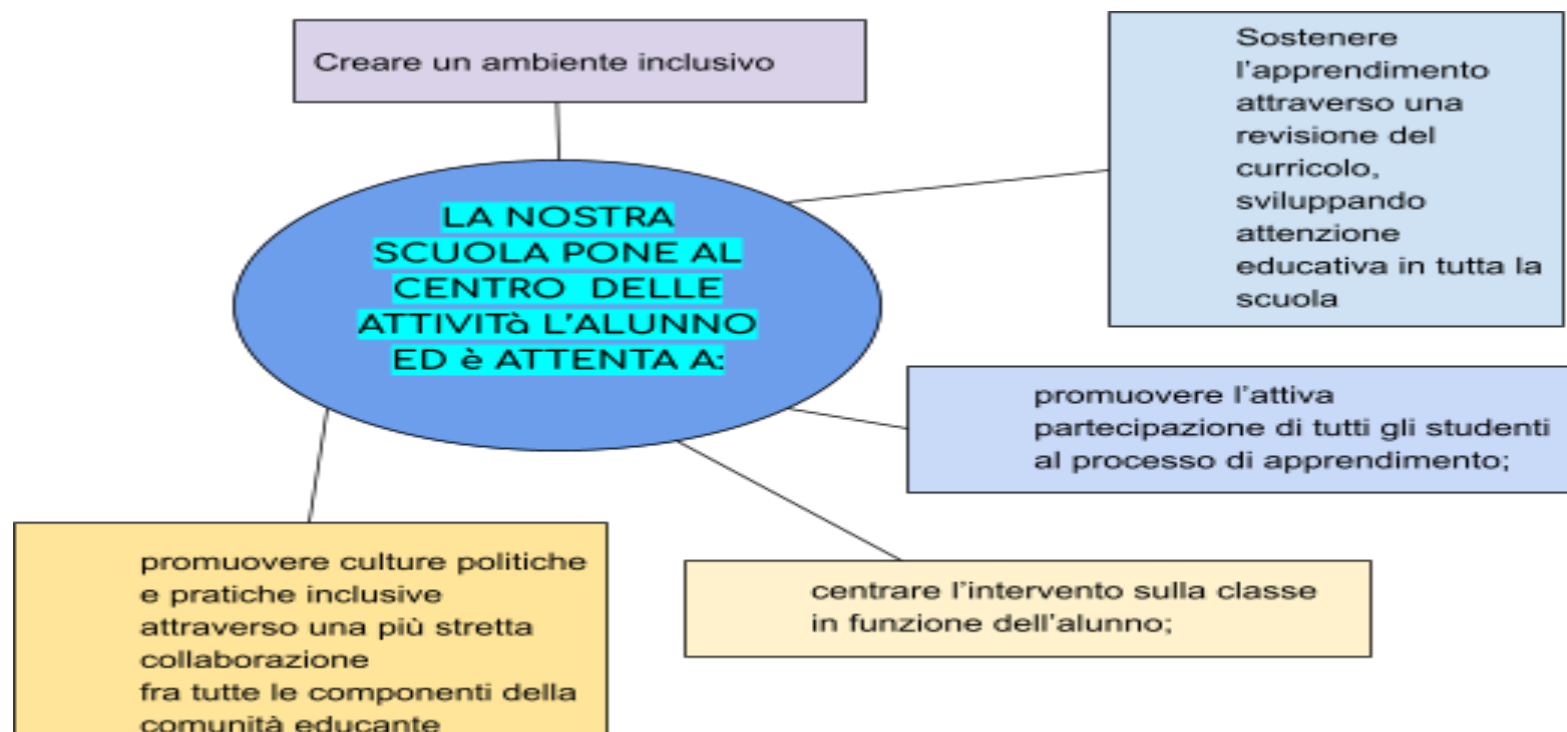 Creare un ambiente inclusivo
Sostenere
l'apprendimento
attraverso una
revisione del
curricolo,
sviluppando
attenzione
educativa in tutta la
scuola
LA NOSTRA
SCUOLA PONE AL
CENTRO DELLE
ATTIVITà L'ALUNNO
ED è ATTENTA A:
promuovere l'attiva
partecipazione di tutti gli studenti
al processo di apprendimento;
centrare l'intervento sulla classe
in funzione dell'alunno;
promuovere culture politiche
e pratiche inclusive
attraverso una più stretta
collaborazione
fra tutte le componenti della
comunità educante